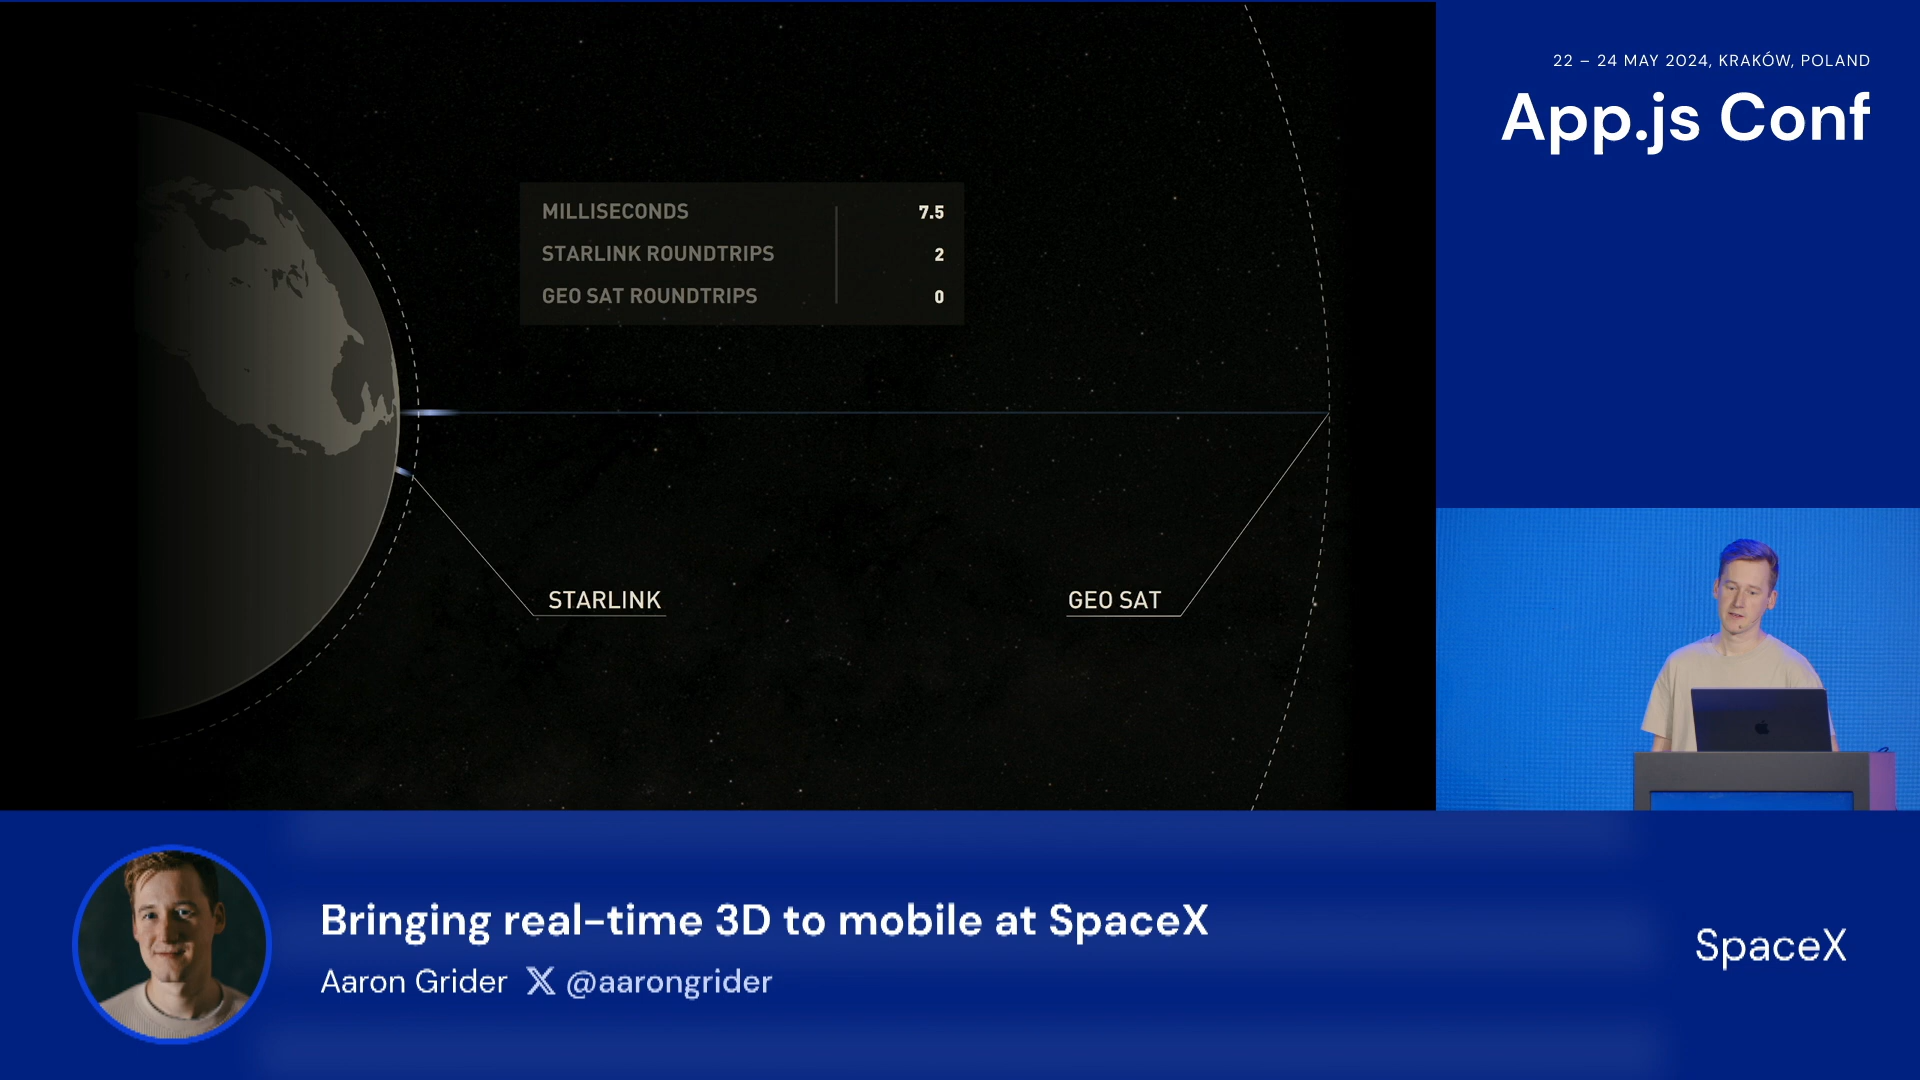 22 – 24 MAY 2024, KRAKÓW, POLAND
App.js Conf
MILLISECONDS 7.5
STARLINK ROUNDTRIPS 2
GEO SAT ROUNDTRIPS 0
STARLINK
GEO SAT
Bringing real-time 3D to mobile at SpaceX
Aaron Grider X @aarongrider
SpaceX